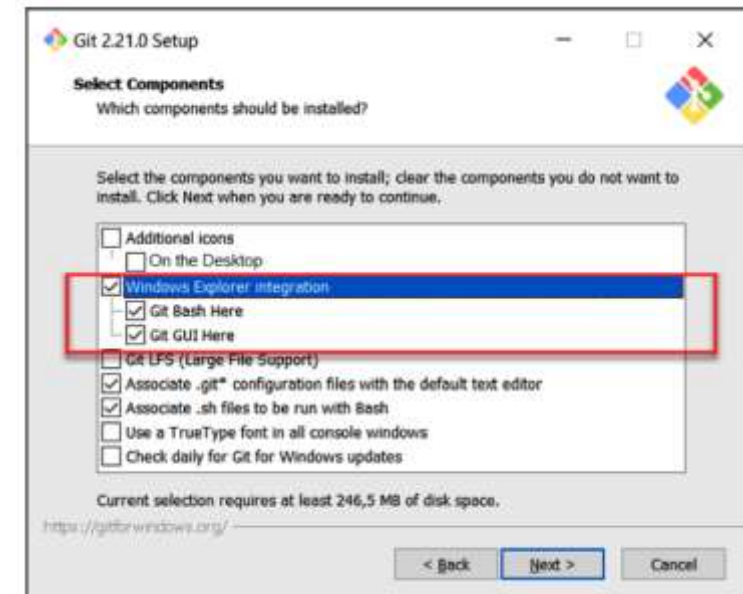 Git 2.21.0 Setup
Select Components
Which components should be installed?
Select the components you want to install; clear the components you do not want to
install. Click Next when you are ready to continue.
Additional icons
On the Desktop
Windows Explorer integration
Git Bash Here
Git GUI Here
Git LFS (Large File Support)
Associate .git* configuration files with the default text editor
Associate .sh files to be run with Bash
Use a TrueType font in all console windows
Check daily for Git for Windows updates
Current selection requires at least 246,5 MB of disk space.
https://gitforwindows.org/
< Back Next > Cancel